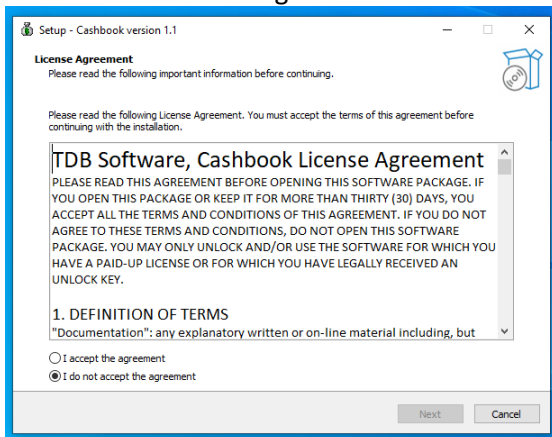 Setup - Cashbook version 1.1
License Agreement
Please read the following important information before continuing.
Please read the following License Agreement. You must accept the terms of this agreement before
continuing with the installation.
TDB Software, Cashbook License Agreement
PLEASE READ THIS AGREEMENT BEFORE OPENING THIS SOFTWARE PACKAGE. IF
YOU OPEN THIS PACKAGE OR KEEP IT FOR MORE THAN THIRTY (30) DAYS, YOU
ACCEPT ALL THE TERMS AND CONDITIONS OF THIS AGREEMENT. IF YOU DO NOT
AGREE TO THESE TERMS AND CONDITIONS, DO NOT OPEN THIS SOFTWARE
PACKAGE. YOU MAY ONLY UNLOCK AND/OR USE THE SOFTWARE FOR WHICH YOU
HAVE A PAID-UP LICENSE OR FOR WHICH YOU HAVE LEGALLY RECEIVED AN
UNLOCK KEY.
1. DEFINITION OF TERMS
"Documentation": any explanatory written or on-line material including, but
I accept the agreement
I do not accept the agreement
Next Cancel